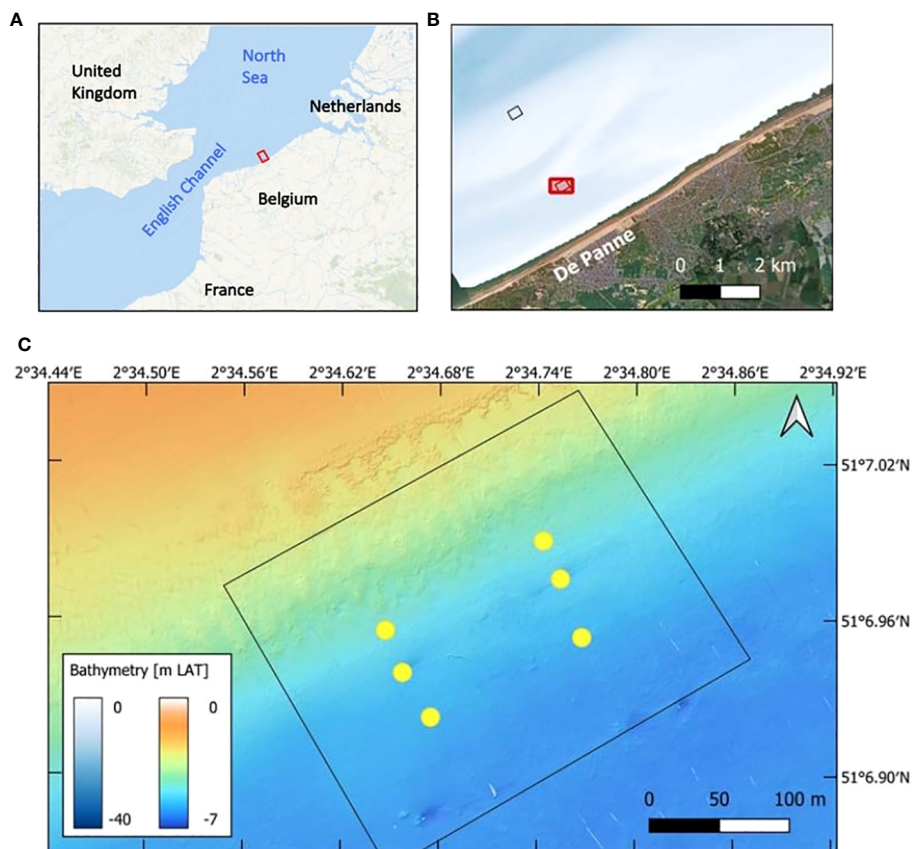 A
United
Kingdom
North
Sea
Netherlands
English Channel
Belgium
France
B
De Panne
0 1 2 km
C
2°34.44′E 2°34.50′E 2°34.56′E 2°34.62′E 2°34.68′E 2°34.74′E 2°34.80′E 2°34.86′E 2°34.92′E
51°7.02′N
51°6.96′N
51°6.90′N
Bathymetry [m LAT]
0 0
-40 -7
0 50 100 m